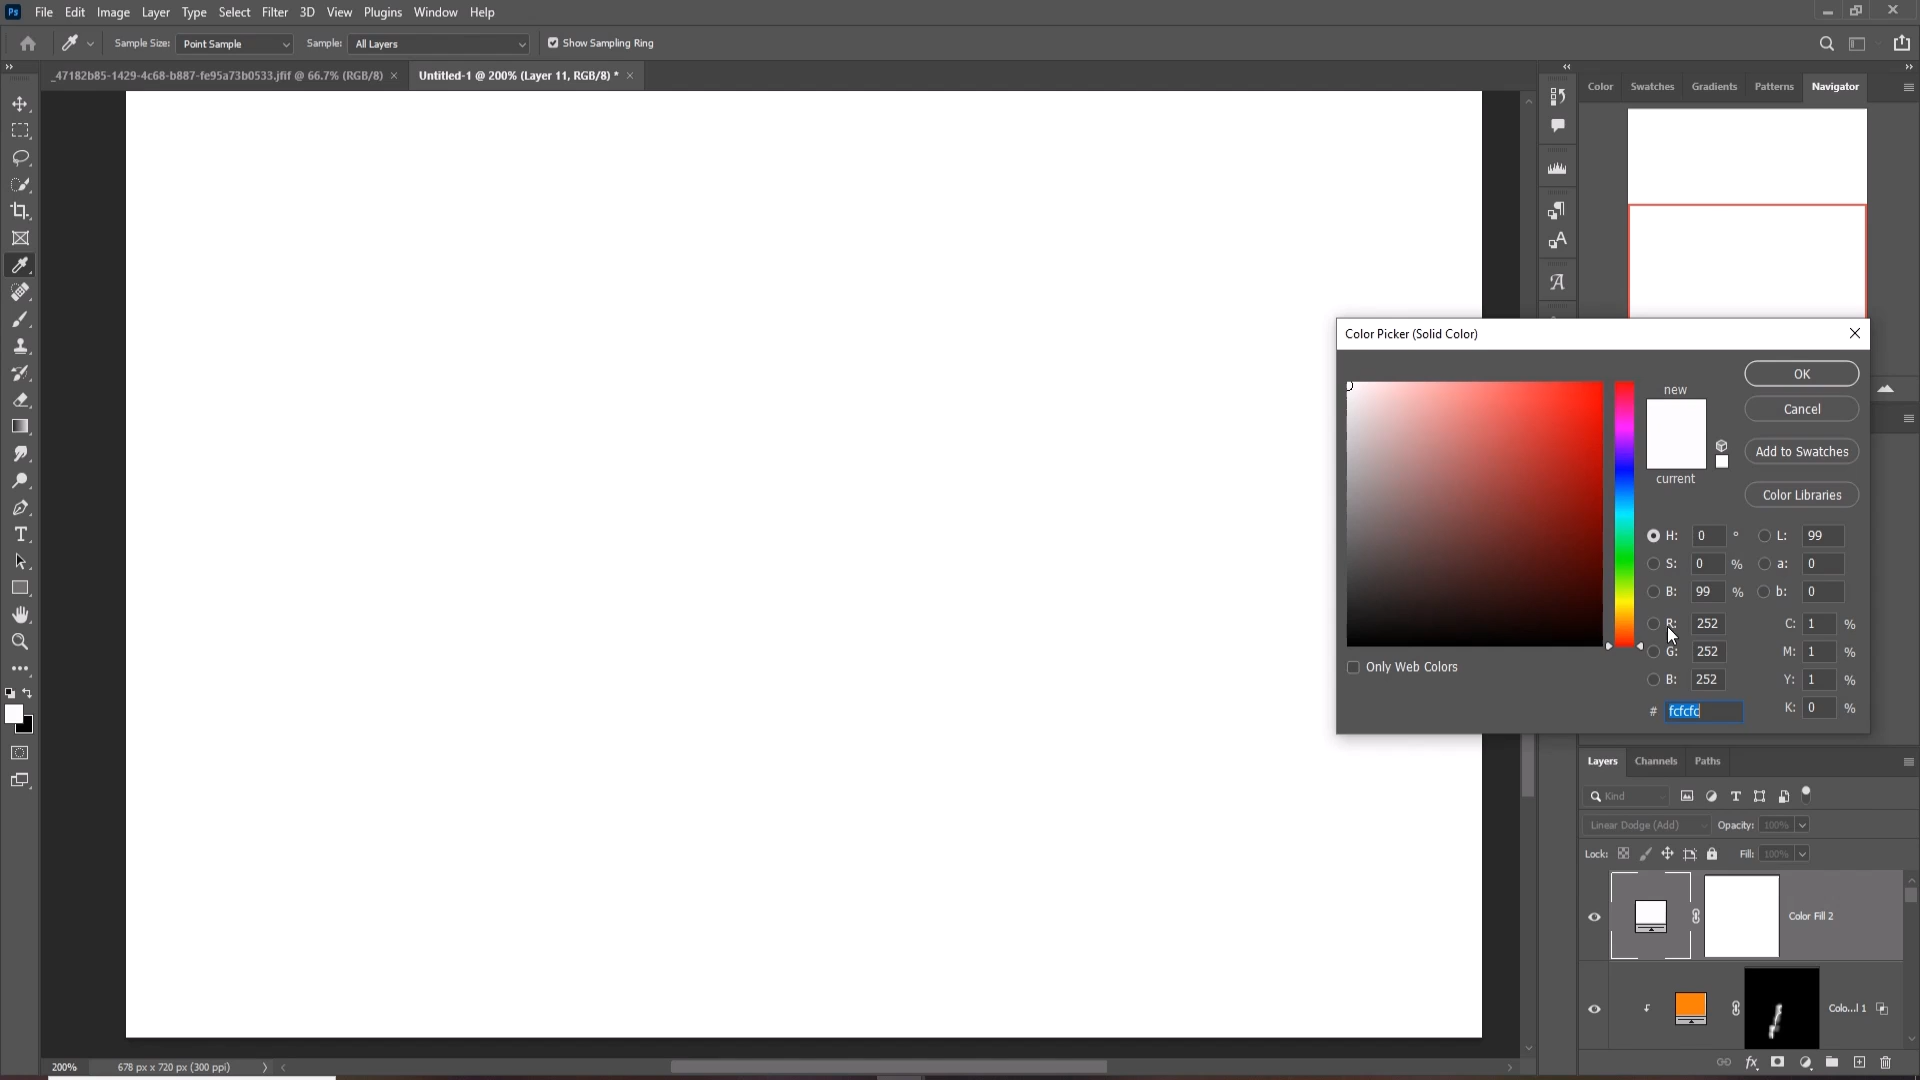 Ps File Edit Image Layer Type Select Filter 3D View Plugins Window Help
Sample Size: Point Sample Sample: All Layers Show Sampling Ring
_47182b85-1429-4c68-b887-fe95a73b0533.jfif @ 66.7% (RGB/8) × Untitled-1 @ 200% (Layer 11, RGB/8) * ×
Color Swatches Gradients Patterns Navigator
Color Picker (Solid Color)
new
OK
Cancel
Add to Swatches
current
Color Libraries
H: 0 ° L: 99
S: 0 % a: 0
B: 99 % b: 0
R: 252 C: 1 %
G: 252 M: 1 %
B: 252 Y: 1 %
# fcfcfc K: 0 %
Only Web Colors
Layers Channels Paths
Kind
Linear Dodge (Add) Opacity: 100%
Lock: Fill: 100%
Color Fill 2
Colo...l 1
200% 678 px x 720 px (300 ppi)